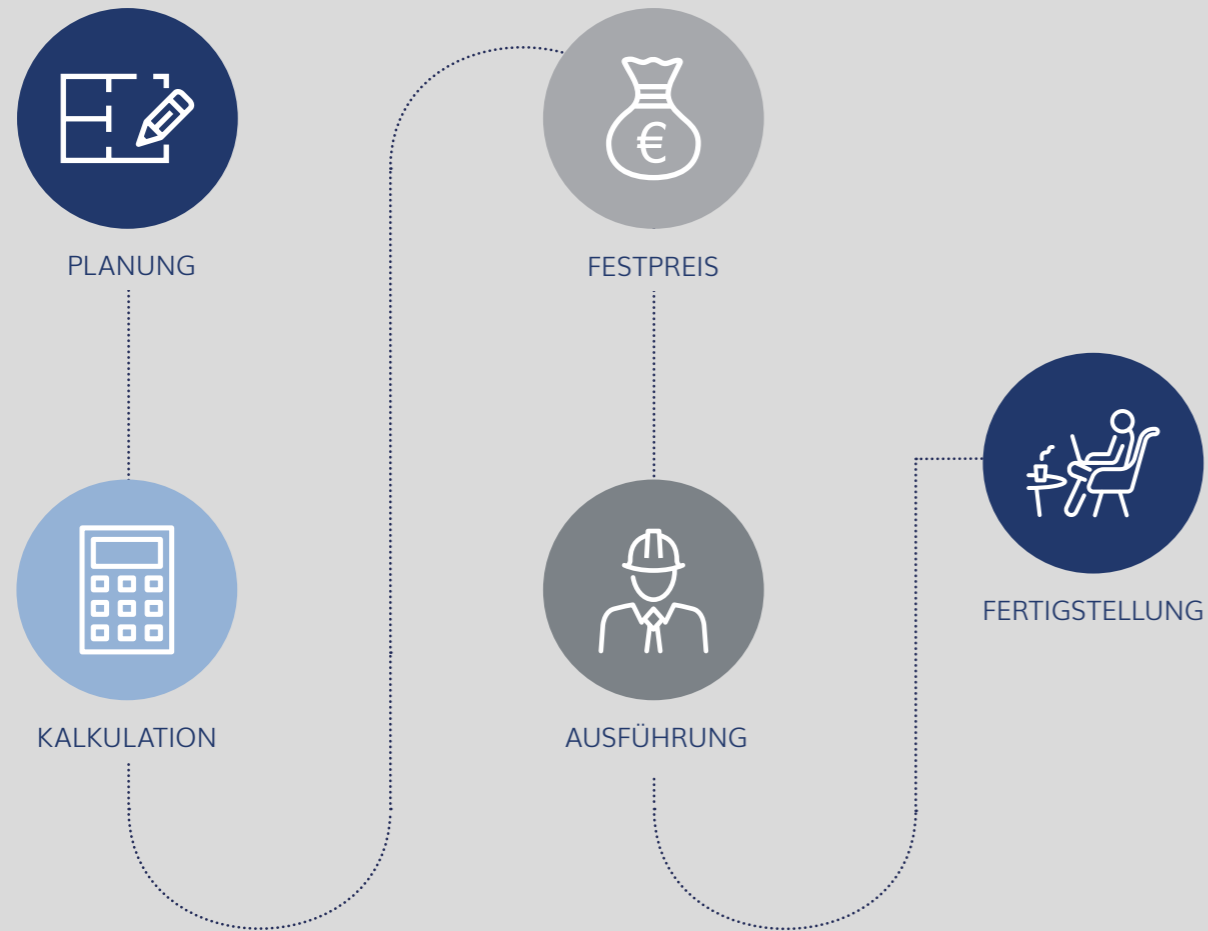 PLANUNG
KALKULATION
€
FESTPREIS
AUSFÜHRUNG
FERTIGSTELLUNG